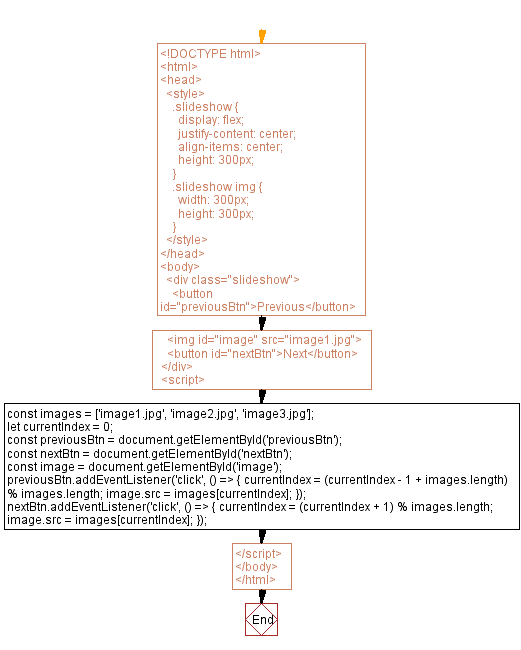 <!DOCTYPE html>
<html>
<head>
<style>
.slideshow {
display: flex;
justify-content: center;
align-items: center;
height: 300px;
}
.slideshow img {
width: 300px;
height: 300px;
}
</style>
</head>
<body>
<div class="slideshow">
<button
id="previousBtn">Previous</button>
<img id="image" src="image1.jpg">
<button id="nextBtn">Next</button>
</div>
<script>
const images = ['image1.jpg', 'image2.jpg', 'image3.jpg'];
let currentIndex = 0;
const previousBtn = document.getElementById('previousBtn');
const nextBtn = document.getElementById('nextBtn');
const image = document.getElementById('image');
previousBtn.addEventListener('click', () => { currentIndex = (currentIndex - 1 + images.length)
% images.length; image.src = images[currentIndex]; });
nextBtn.addEventListener('click', () => { currentIndex = (currentIndex + 1) % images.length;
image.src = images[currentIndex]; });
</script>
</body>
</html>
End